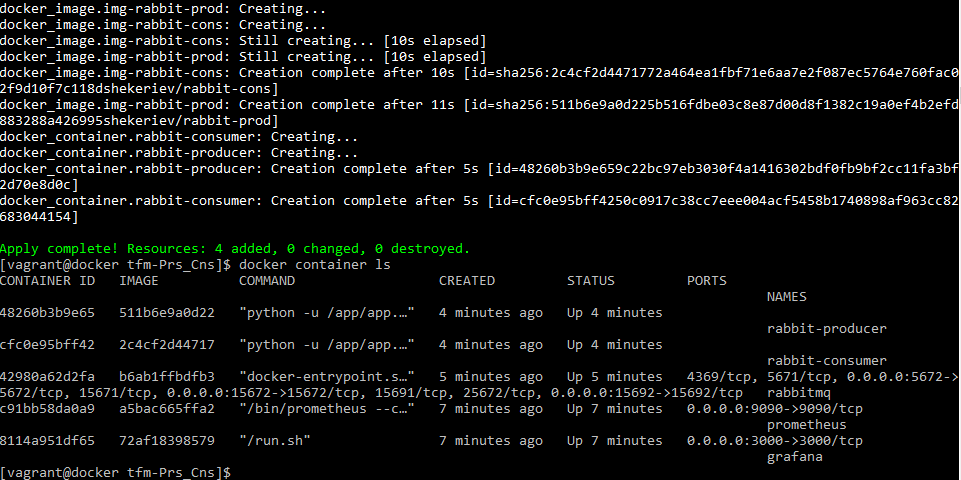 docker_image.img-rabbit-prod: Creating...
docker_image.img-rabbit-cons: Creating...
docker_image.img-rabbit-cons: Still creating... [10s elapsed]
docker_image.img-rabbit-prod: Still creating... [10s elapsed]
docker_image.img-rabbit-cons: Creation complete after 10s [id=sha256:2c4cf2d4471772a464ea1fbf71e6aa7e2f087ec5764e760fac0
2f9d10f7c118dshekeriev/rabbit-cons]
docker_image.img-rabbit-prod: Creation complete after 11s [id=sha256:511b6e9a0d225b516fdbe03c8e87d00d8f1382c19a0ef4b2efd
883288a426995shekeriev/rabbit-prod]
docker_container.rabbit-consumer: Creating...
docker_container.rabbit-producer: Creating...
docker_container.rabbit-producer: Creation complete after 5s [id=48260b3b9e659c22bc97eb3030f4a1416302bdf0fb9bf2cc11fa3bf
2d70e8d0c]
docker_container.rabbit-consumer: Creation complete after 5s [id=cfc0e95bff4250c0917c38cc7eee004acf5458b1740898af963cc82
683044154]
Apply complete! Resources: 4 added, 0 changed, 0 destroyed.
[vagrant@docker tfm-Prs_Cns]$ docker container ls
CONTAINER ID   IMAGE          COMMAND                  CREATED         STATUS         PORTS
NAMES
48260b3b9e65   511b6e9a0d22   "python -u /app/app.…"   4 minutes ago   Up 4 minutes
rabbit-producer
cfc0e95bff42   2c4cf2d44717   "python -u /app/app.…"   4 minutes ago   Up 4 minutes
rabbit-consumer
42980a62d2fa   b6ab1ffbdfb3   "docker-entrypoint.s…"   5 minutes ago   Up 5 minutes   4369/tcp, 5671/tcp, 0.0.0.0:5672->
5672/tcp, 15671/tcp, 0.0.0.0:15672->15672/tcp, 15691/tcp, 25672/tcp, 0.0.0.0:15692->15692/tcp   rabbitmq
c91bb58da0a9   a5bac665ffa2   "/bin/prometheus --c…"   7 minutes ago   Up 7 minutes   0.0.0.0:9090->9090/tcp
prometheus
8114a951df65   72af18398579   "/run.sh"                7 minutes ago   Up 7 minutes   0.0.0.0:3000->3000/tcp
grafana
[vagrant@docker tfm-Prs_Cns]$